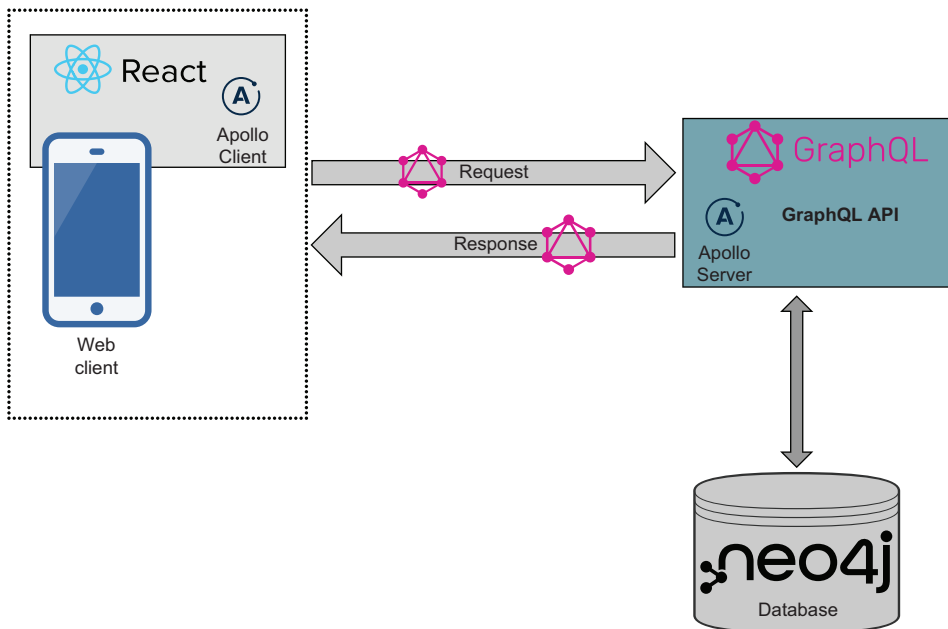 React
A
Apollo
Client
Web
client
Request
Response
GraphQL
A
GraphQL API
Apollo
Server
neo4j
Database